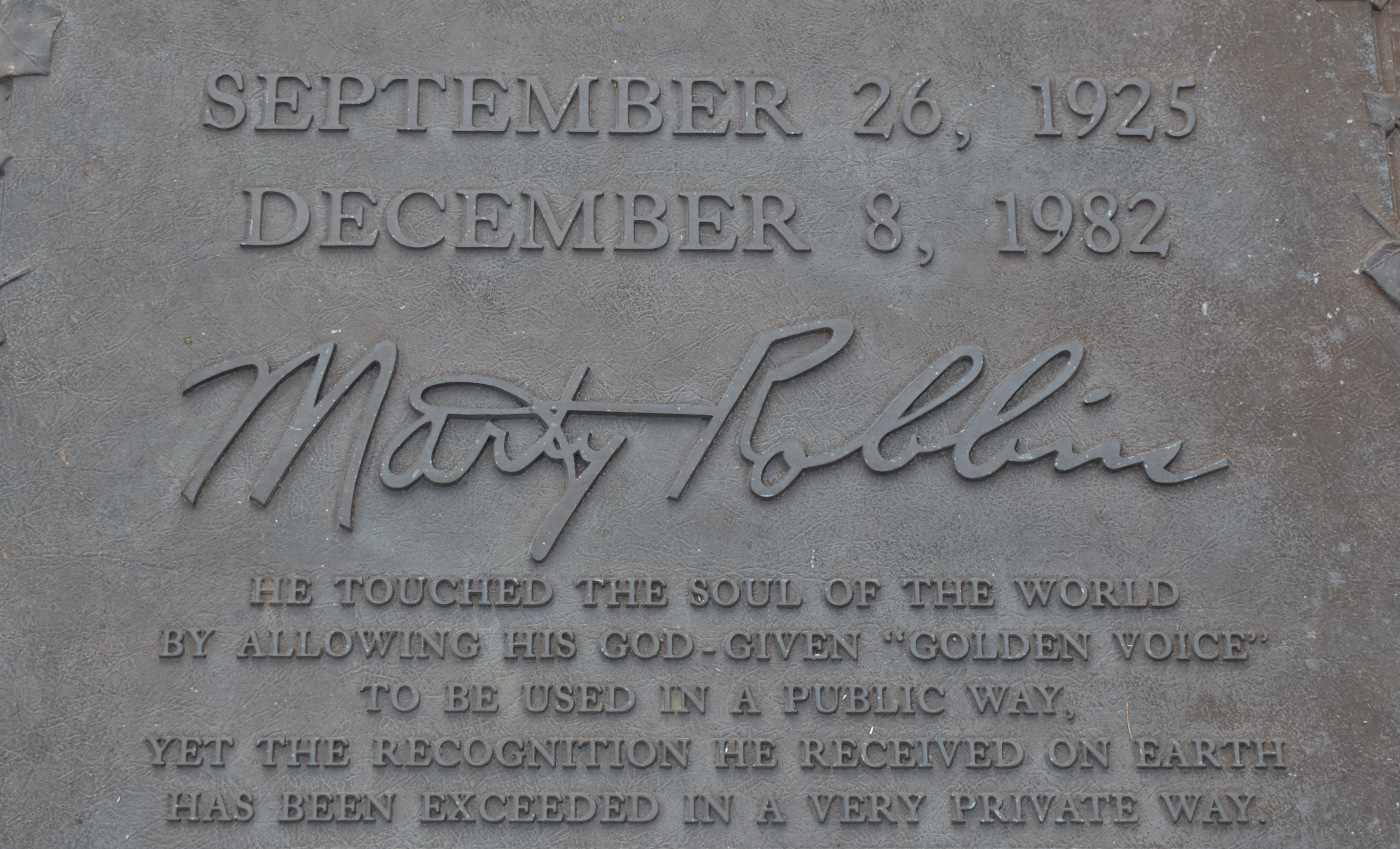 SEPTEMBER 26, 1925
DECEMBER 8, 1982
Marty Robbins
HE TOUCHED THE SOUL OF THE WORLD
BY ALLOWING HIS GOD-GIVEN “GOLDEN VOICE”
TO BE USED IN A PUBLIC WAY,
YET THE RECOGNITION HE RECEIVED ON EARTH
HAS BEEN EXCEEDED IN A VERY PRIVATE WAY.